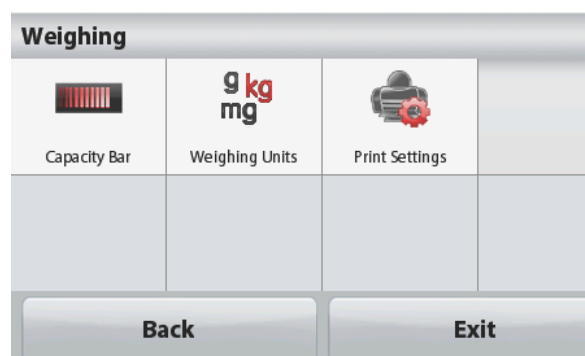 Weighing
g kg
mg
Capacity Bar
Weighing Units
Print Settings
Back
Exit